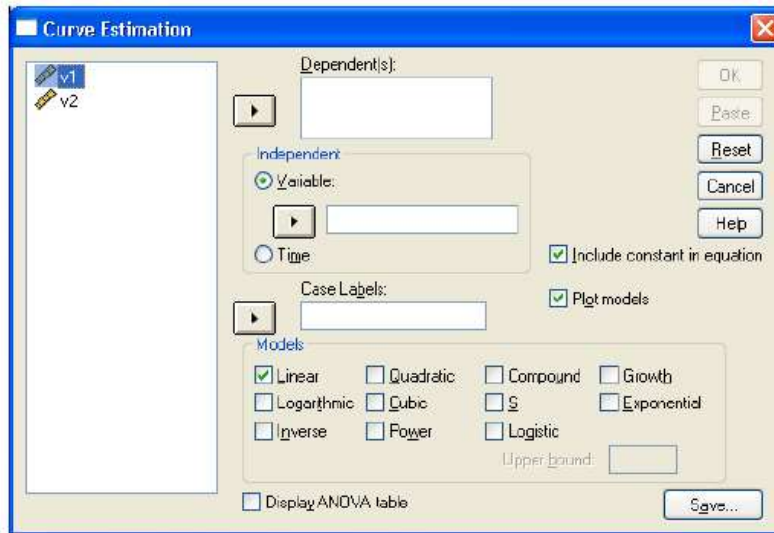 Curve Estimation
v1
v2
Dependent(s):
OK
Paste
Reset
Cancel
Help
Independent
Variable:
Time
Include constant in equation
Case Labels:
Plot models
Models
Linear Quadratic Compound Growth
Logarithmic Cubic S Exponential
Inverse Power Logistic
Upper bound:
Display ANOVA table
Save...